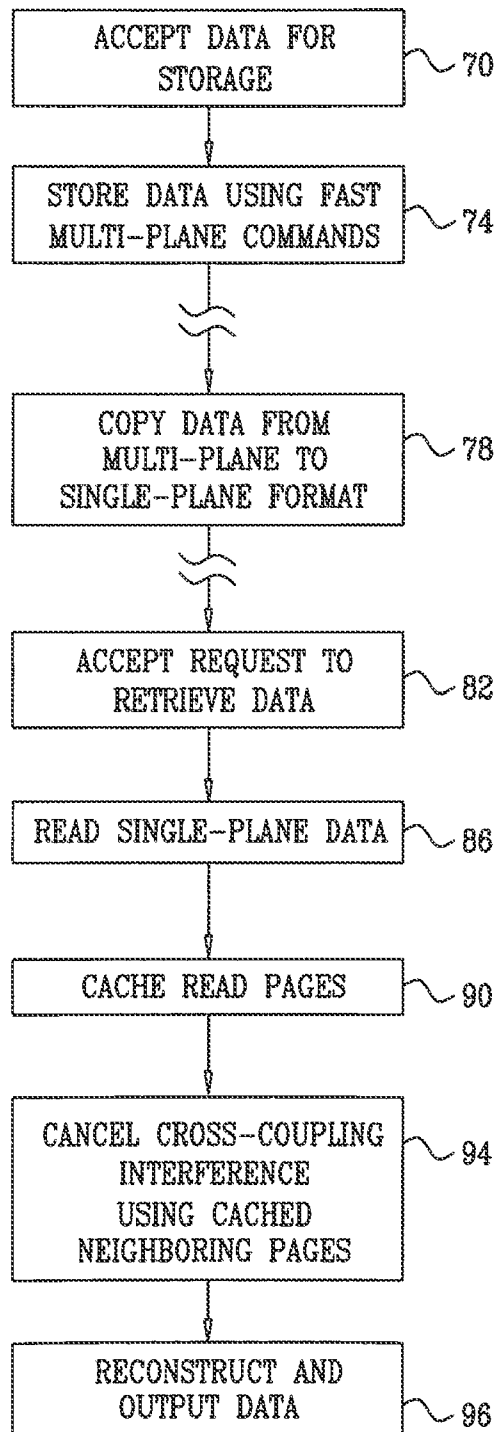 ACCEPT DATA FOR
STORAGE
70
STORE DATA USING FAST
MULTI-PLANE COMMANDS
74
COPY DATA FROM
MULTI-PLANE TO
SINGLE-PLANE FORMAT
78
ACCEPT REQUEST TO
RETRIEVE DATA
82
READ SINGLE-PLANE DATA
86
CACHE READ PAGES
90
CANCEL CROSS-COUPLING
INTERFERENCE
USING CACHED
NEIGHBORING PAGES
94
RECONSTRUCT AND
OUTPUT DATA
96